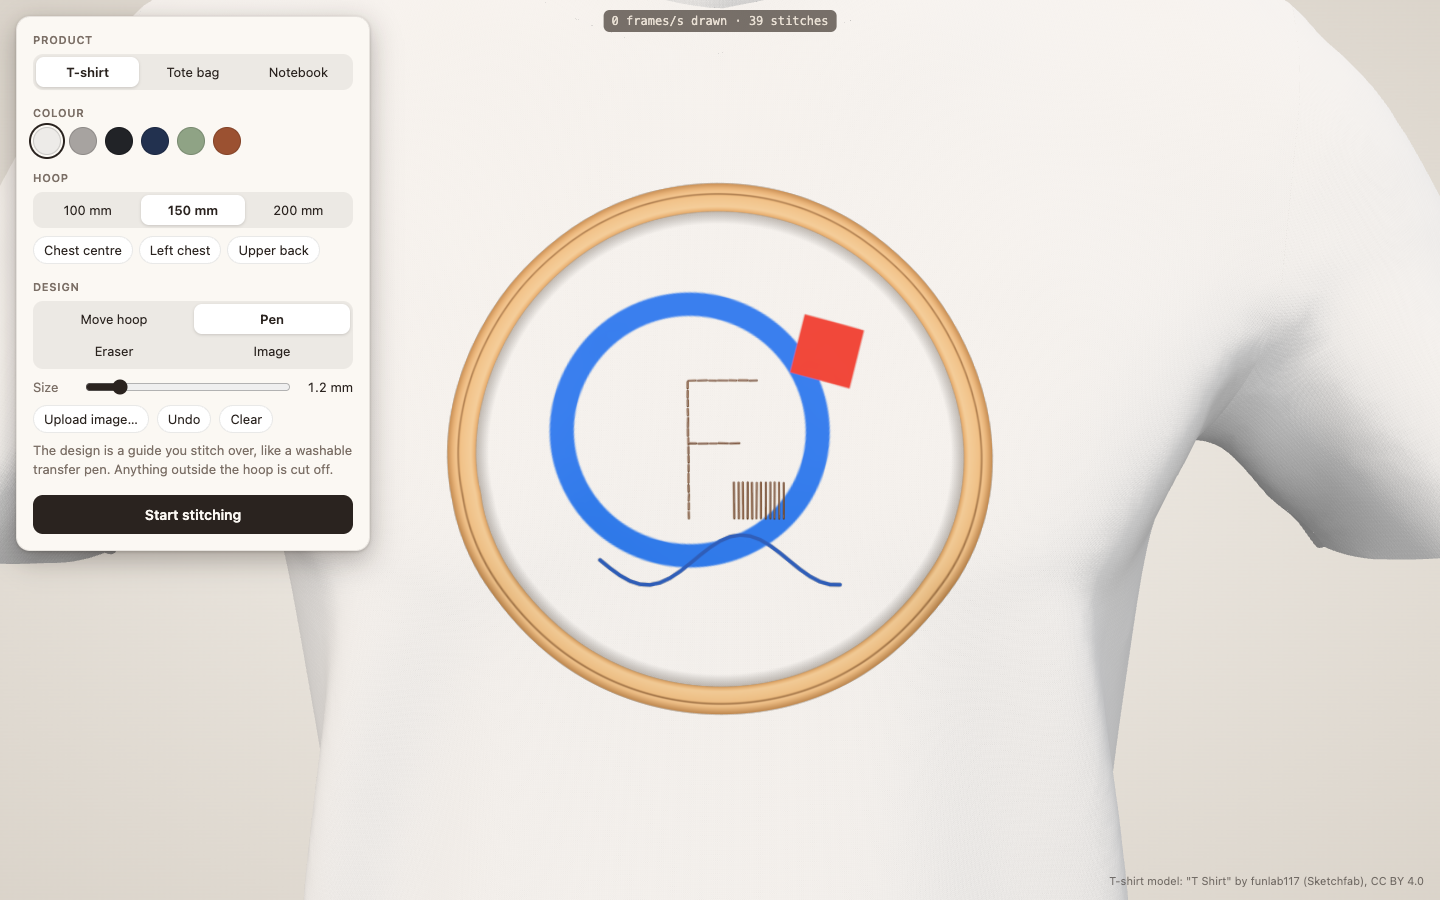 0 frames/s drawn · 39 stitches
PRODUCT
T-shirt Tote bag Notebook
COLOUR
HOOP
100 mm 150 mm 200 mm
Chest centre Left chest Upper back
DESIGN
Move hoop Pen
Eraser Image
Size 1.2 mm
Upload image... Undo Clear
The design is a guide you stitch over, like a washable
transfer pen. Anything outside the hoop is cut off.
Start stitching
F
T-shirt model: "T Shirt" by funlab117 (Sketchfab), CC BY 4.0